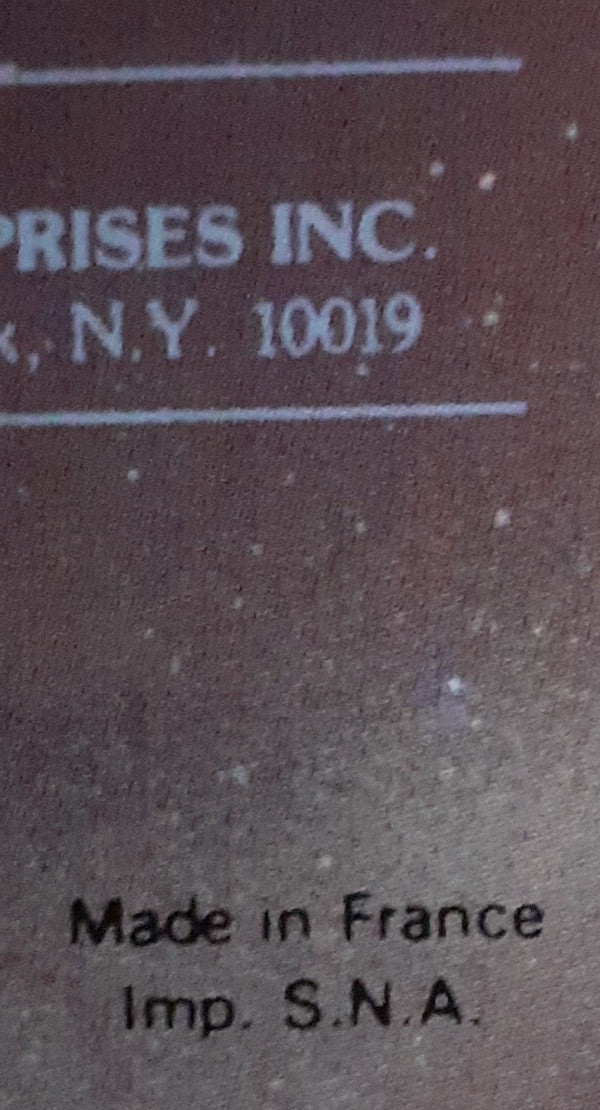 PRISES INC.
k, N.Y. 10019
Made in France
Imp. S.N.A.